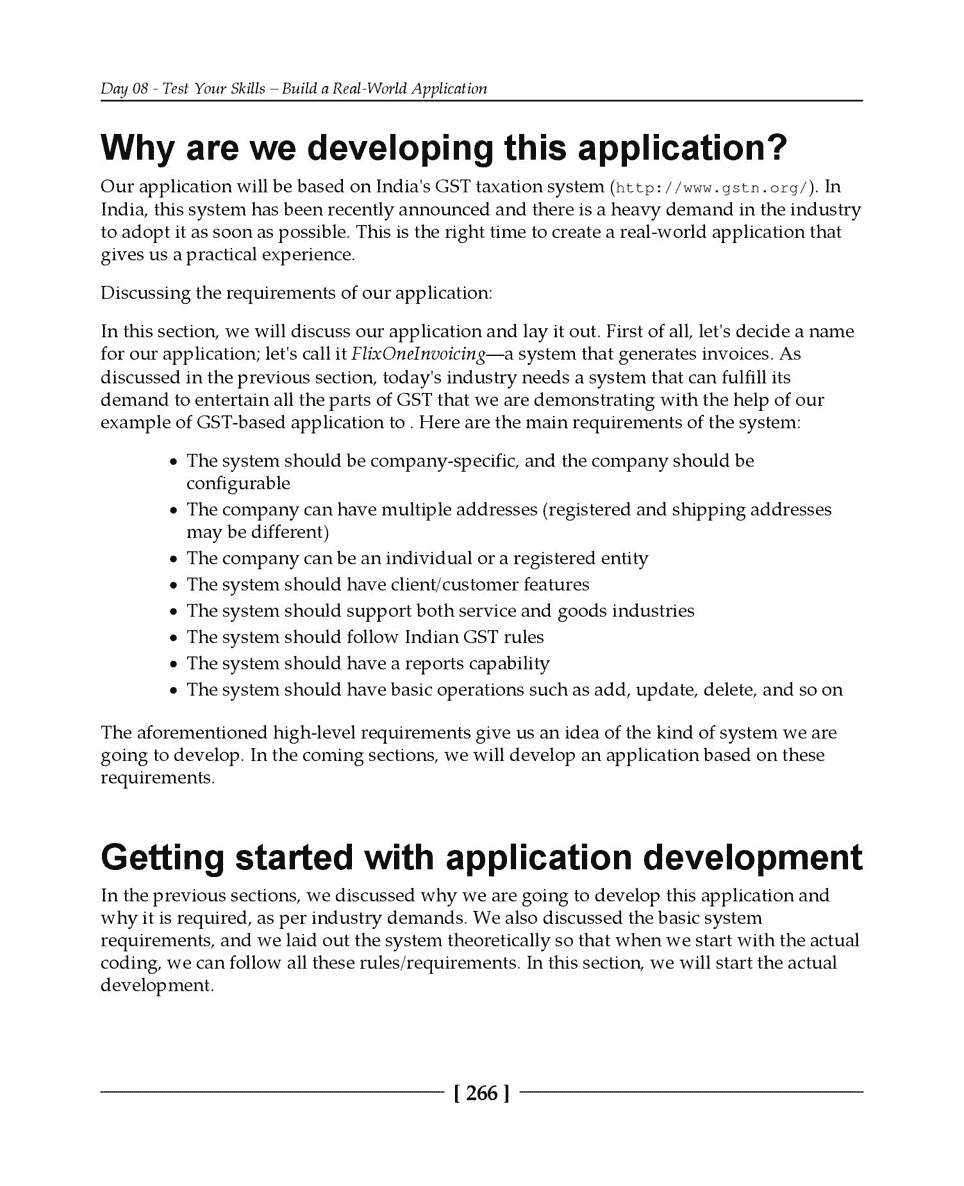 Day 08 - Test Your Skills – Build a Real-World Application
Why are we developing this application?
Our application will be based on India's GST taxation system (http://www.gstn.org/). In
India, this system has been recently announced and there is a heavy demand in the industry
to adopt it as soon as possible. This is the right time to create a real-world application that
gives us a practical experience.
Discussing the requirements of our application:
In this section, we will discuss our application and lay it out. First of all, let's decide a name
for our application; let's call it FlixOneInvoicing—a system that generates invoices. As
discussed in the previous section, today's industry needs a system that can fulfill its
demand to entertain all the parts of GST that we are demonstrating with the help of our
example of GST-based application to . Here are the main requirements of the system:
• The system should be company-specific, and the company should be
configurable
• The company can have multiple addresses (registered and shipping addresses
may be different)
• The company can be an individual or a registered entity
• The system should have client/customer features
• The system should support both service and goods industries
• The system should follow Indian GST rules
• The system should have a reports capability
• The system should have basic operations such as add, update, delete, and so on
The aforementioned high-level requirements give us an idea of the kind of system we are
going to develop. In the coming sections, we will develop an application based on these
requirements.
Getting started with application development
In the previous sections, we discussed why we are going to develop this application and
why it is required, as per industry demands. We also discussed the basic system
requirements, and we laid out the system theoretically so that when we start with the actual
coding, we can follow all these rules/requirements. In this section, we will start the actual
development.
[ 266 ]